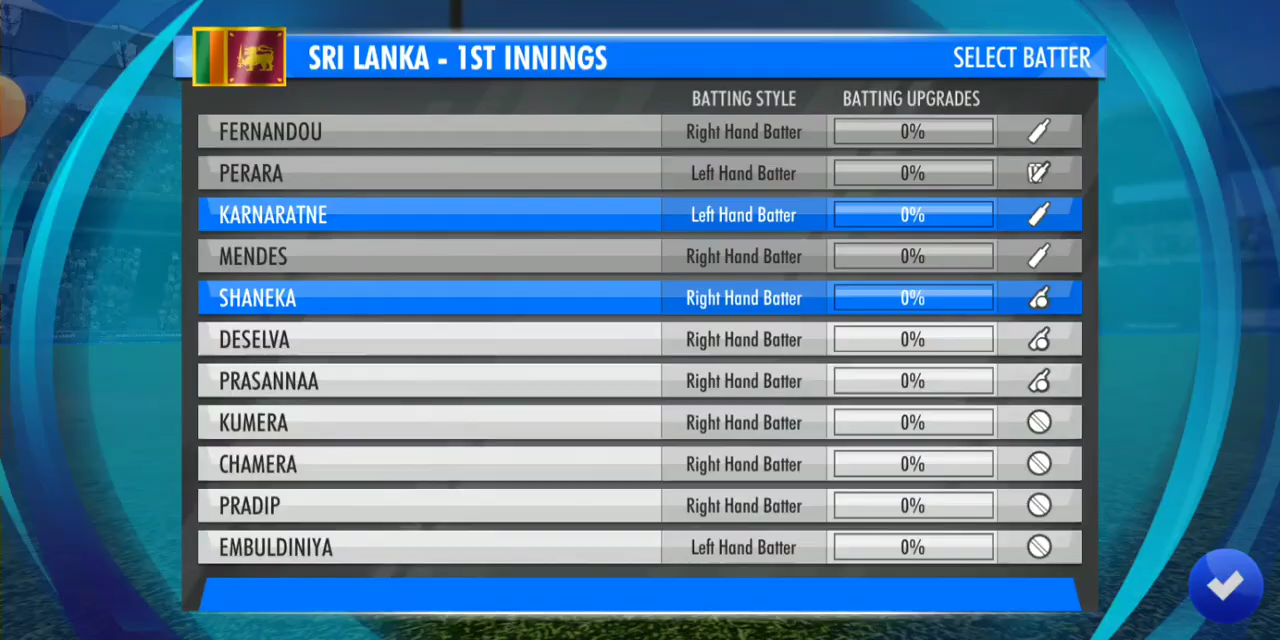 SRI LANKA - 1ST INNINGS SELECT BATTER
BATTING STYLE BATTING UPGRADES
FERNANDOU Right Hand Batter 0%
PERARA Left Hand Batter 0%
KARNARATNE Left Hand Batter 0%
MENDES Right Hand Batter 0%
SHANEKA Right Hand Batter 0%
DESELVA Right Hand Batter 0%
PRASANNAA Right Hand Batter 0%
KUMERA Right Hand Batter 0%
CHAMERA Right Hand Batter 0%
PRADIP Right Hand Batter 0%
EMBULDINIYA Left Hand Batter 0%